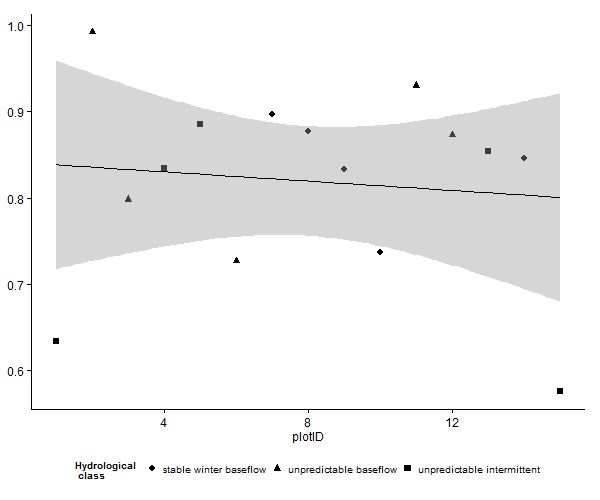 1.0
0.9
0.8
0.7
0.6
4 8 12
plotID
Hydrological
class
stable winter baseflow unpredictable baseflow unpredictable intermittent